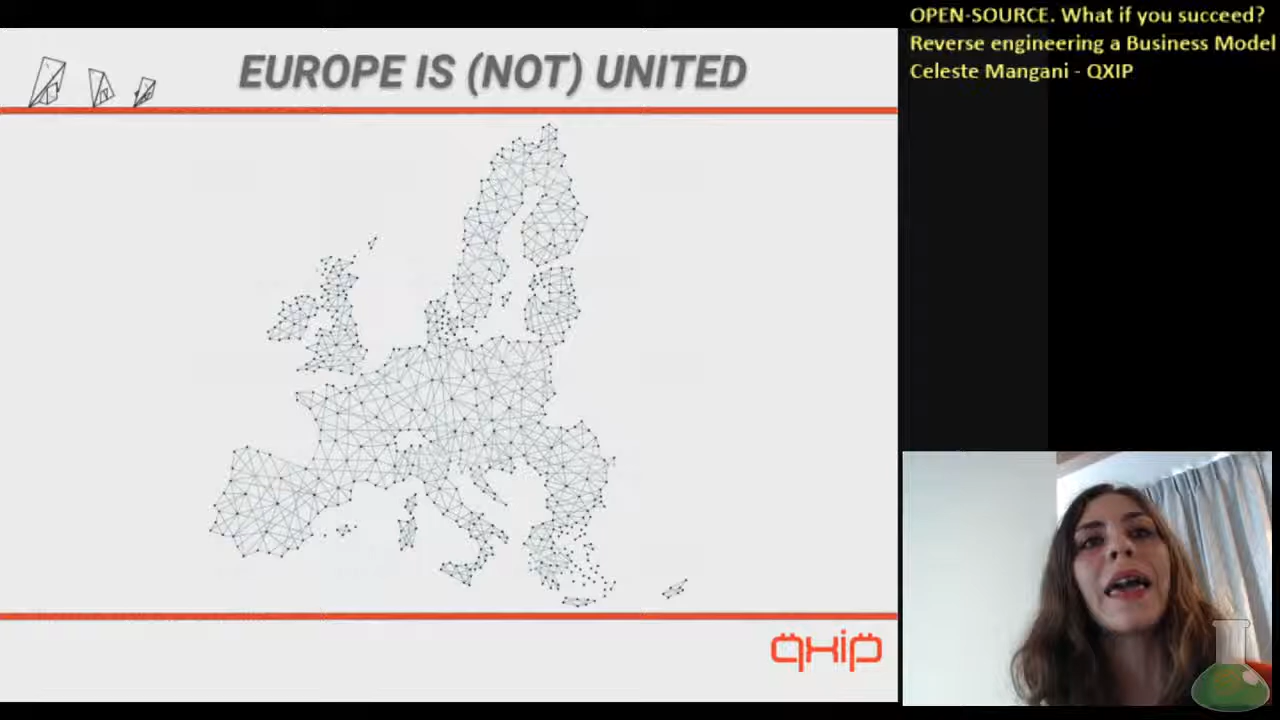 OPEN-SOURCE. What if you succeed?
Reverse engineering a Business Model
Celeste Mangani - QXIP
EUROPE IS (NOT) UNITED
qxip